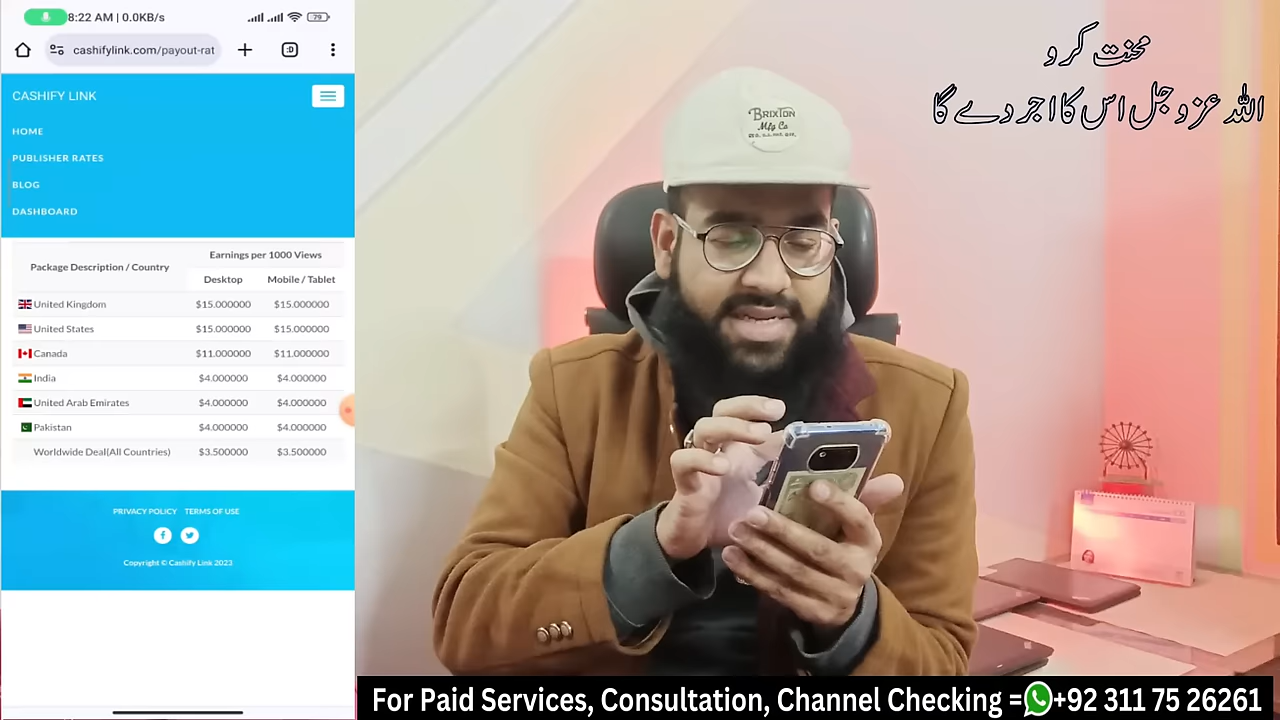 8:22 AM | 0.0KB/s
79
cashifylink.com/payout-rat
:D
CASHIFY LINK
HOME
PUBLISHER RATES
BLOG
DASHBOARD
Package Description / Country
Earnings per 1000 Views
Desktop Mobile / Tablet
United Kingdom $15.000000 $15.000000
United States $15.000000 $15.000000
Canada $11.000000 $11.000000
India $4.000000 $4.000000
United Arab Emirates $4.000000 $4.000000
Pakistan $4.000000 $4.000000
Worldwide Deal(All Countries) $3.500000 $3.500000
PRIVACY POLICY TERMS OF USE
Copyright © Cashify Link 2023
محنت کرو
اللہ عزوجل اس کا اجر دے گا
BRIXTON
Mfg Co
For Paid Services, Consultation, Channel Checking = +92 311 75 26261